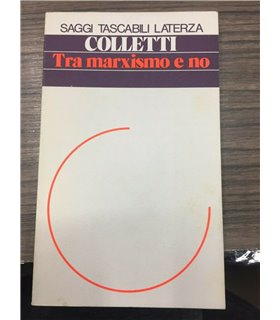 SAGGI TASCABILI LATERZA
COLLETTI
Tra marxismo e no